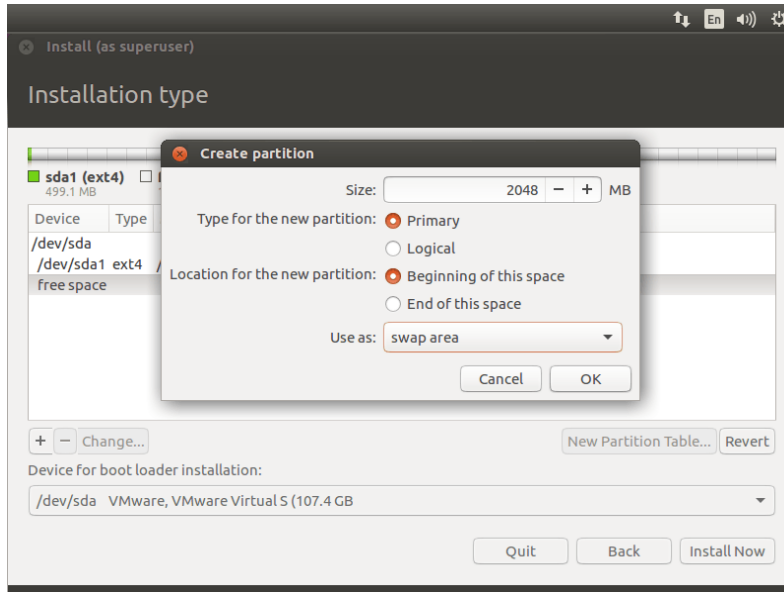 En
Install (as superuser)
Installation type
Create partition
sda1 (ext4)
499.1 MB
Size: 2048 − + MB
Type for the new partition: Primary
Logical
Location for the new partition: Beginning of this space
End of this space
Use as: swap area
Cancel OK
Device Type
/dev/sda
/dev/sda1 ext4 /
free space
+ − Change... New Partition Table... Revert
Device for boot loader installation:
/dev/sda VMware, VMware Virtual S (107.4 GB
Quit Back Install Now